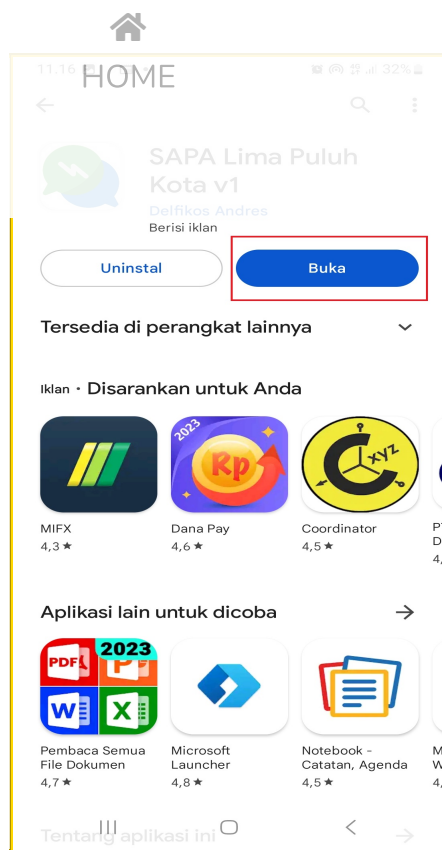 HOME
11.16
32%
SAPA Lima Puluh
Kota v1
Delfikos Andres
Berisi iklan
Uninstal
Buka
Tersedia di perangkat lainnya
Iklan • Disarankan untuk Anda
2023
Rp
xyz
MIFX
4,3 ★
Dana Pay
4,6 ★
Coordinator
4,5 ★
Aplikasi lain untuk dicoba
PDF
2023
P
W
X
Pembaca Semua
File Dokumen
4,7 ★
Microsoft
Launcher
4,8 ★
Notebook -
Catatan, Agenda
4,5 ★
Tentang aplikasi ini